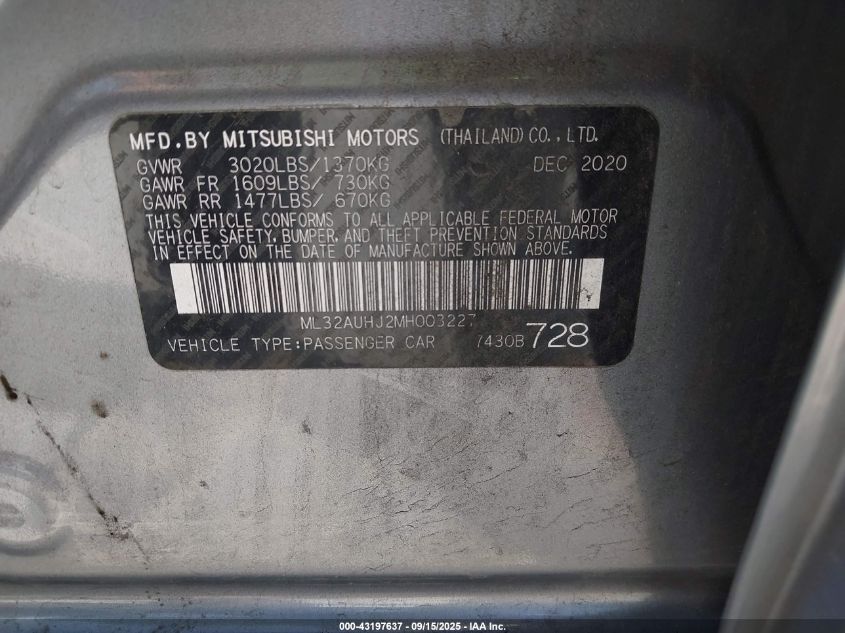 MFD.BY MITSUBISHI MOTORS (THAILAND) CO., LTD.
GVWR 3020LBS/1370KG DEC 2020
GAWR FR 1609LBS/ 730KG
GAWR RR 1477LBS/ 670KG
THIS VEHICLE CONFORMS TO ALL APPLICABLE FEDERAL MOTOR
VEHICLE SAFETY, BUMPER, AND THEFT PREVENTION STANDARDS
IN EFFECT ON THE DATE OF MANUFACTURE SHOWN ABOVE.
ML32AUHJ2MH003227
VEHICLE TYPE:PASSENGER CAR 7430B 728
000-43197637 - 09/15/2025 - IAA Inc.